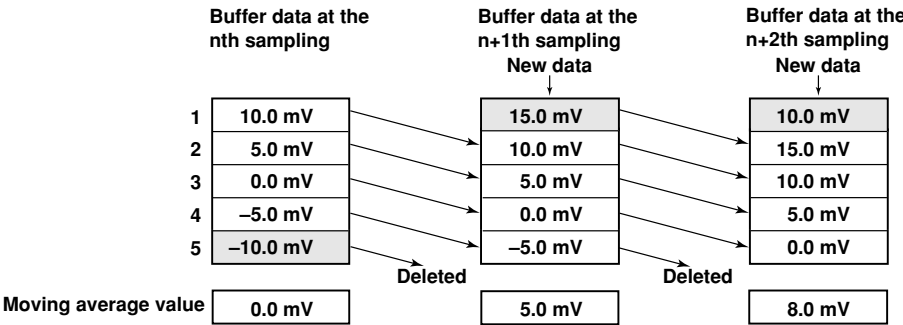 Buffer data at the
nth sampling
Buffer data at the
n+1th sampling
New data
Buffer data at the
n+2th sampling
New data
1 10.0 mV 15.0 mV 10.0 mV
2 5.0 mV 10.0 mV 15.0 mV
3 0.0 mV 5.0 mV 10.0 mV
4 –5.0 mV 0.0 mV 5.0 mV
5 –10.0 mV –5.0 mV 0.0 mV
Deleted Deleted
Moving average value 0.0 mV 5.0 mV 8.0 mV